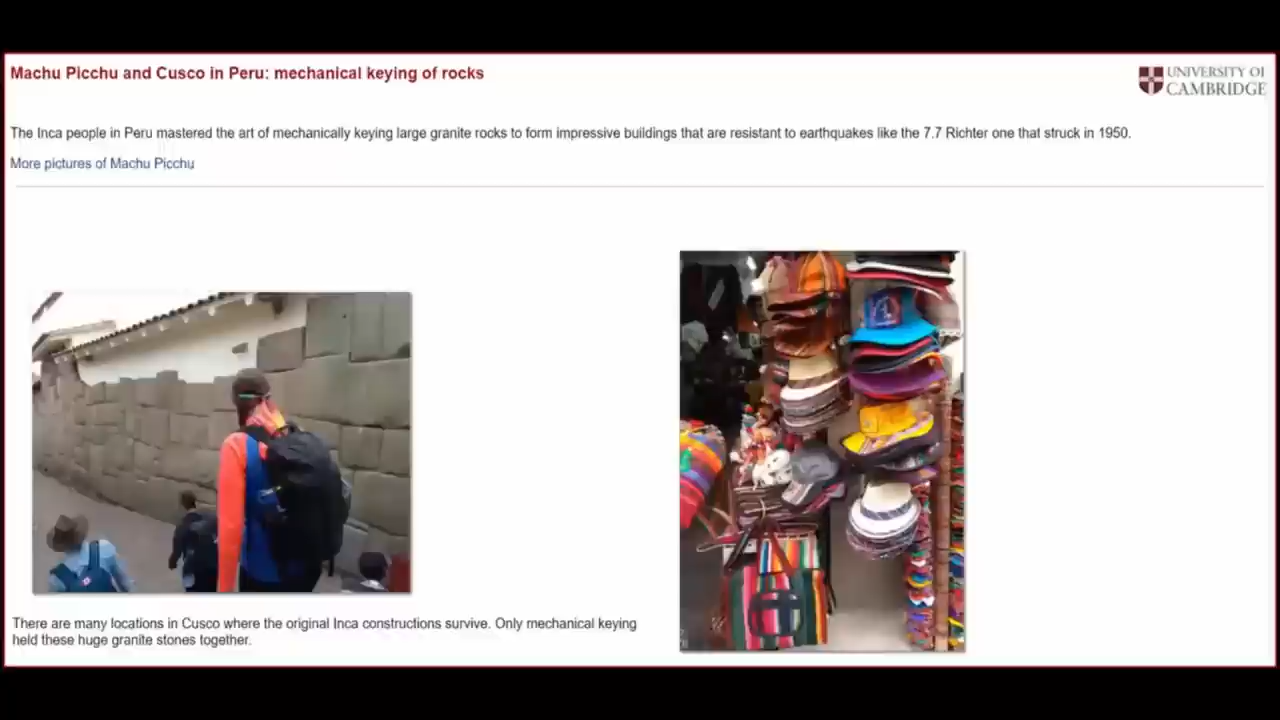 Machu Picchu and Cusco in Peru: mechanical keying of rocks
UNIVERSITY OF
CAMBRIDGE
The Inca people in Peru mastered the art of mechanically keying large granite rocks to form impressive buildings that are resistant to earthquakes like the 7.7 Richter one that struck in 1950.
More pictures of Machu Picchu
There are many locations in Cusco where the original Inca constructions survive. Only mechanical keying
held these huge granite stones together.